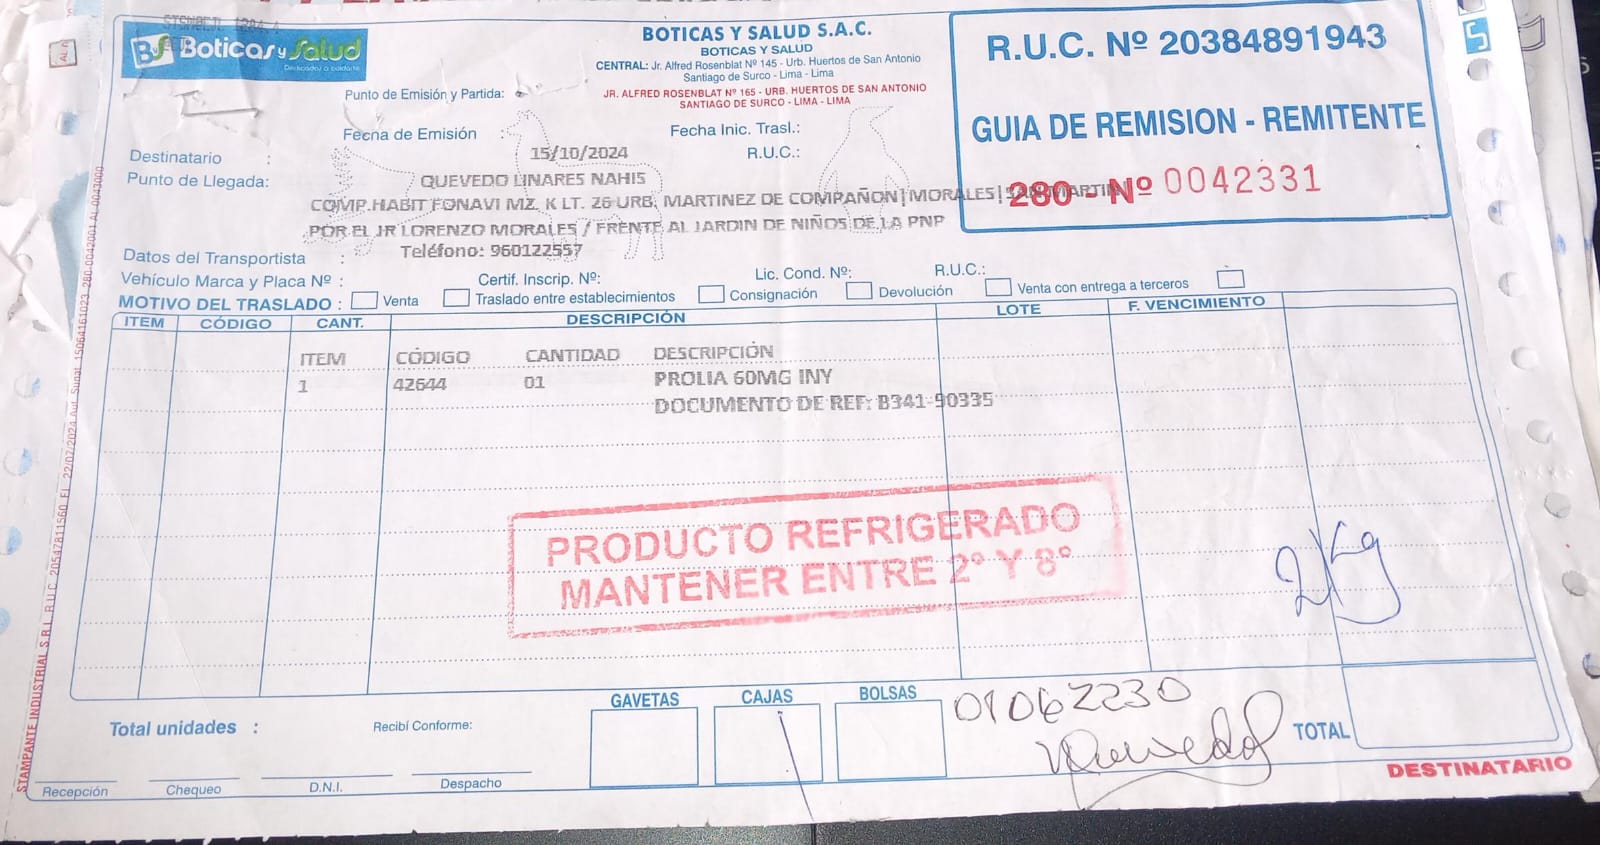 BS Boticas y Salud
Dedicados a cuidarte
BOTICAS Y SALUD S.A.C.
BOTICAS Y SALUD
CENTRAL: Jr. Alfred Rosenblat Nº 145 - Urb. Huertos de San Antonio
Santiago de Surco - Lima - Lima
JR. ALFRED ROSENBLAT Nº 165 - URB. HUERTOS DE SAN ANTONIO
SANTIAGO DE SURCO - LIMA - LIMA
R.U.C. Nº 20384891943
GUIA DE REMISION - REMITENTE
280 - Nº 0042331
Punto de Emisión y Partida:
Fecha de Emisión :
Fecha Inic. Trasl.:
15/10/2024
Destinatario :
R.U.C.:
QUEVEDO LINARES NAHIS
Punto de Llegada:
COMP.HABIT FONAVI MZ. K LT. 26 URB. MARTINEZ DE COMPAÑON|MORALES|SAN MARTIN
POR EL JR LORENZO MORALES / FRENTE AL JARDIN DE NIÑOS DE LA PNP
Teléfono: 960122557
Datos del Transportista :
Vehículo Marca y Placa Nº :
Certif. Inscrip. Nº:
Lic. Cond. Nº:
R.U.C.:
MOTIVO DEL TRASLADO : Venta Traslado entre establecimientos Consignación Devolución Venta con entrega a terceros
ITEM CÓDIGO CANT. DESCRIPCIÓN LOTE F. VENCIMIENTO
ITEM CÓDIGO CANTIDAD DESCRIPCIÓN
1 42644 01 PROLIA 60MG INY
DOCUMENTO DE REF: B341-90335
PRODUCTO REFRIGERADO
MANTENER ENTRE 2º Y 8º
2Kg
GAVETAS CAJAS BOLSAS
01062230
Quevedo
Total unidades :
Recibí Conforme:
TOTAL
Recepción Chequeo D.N.I. Despacho
DESTINATARIO